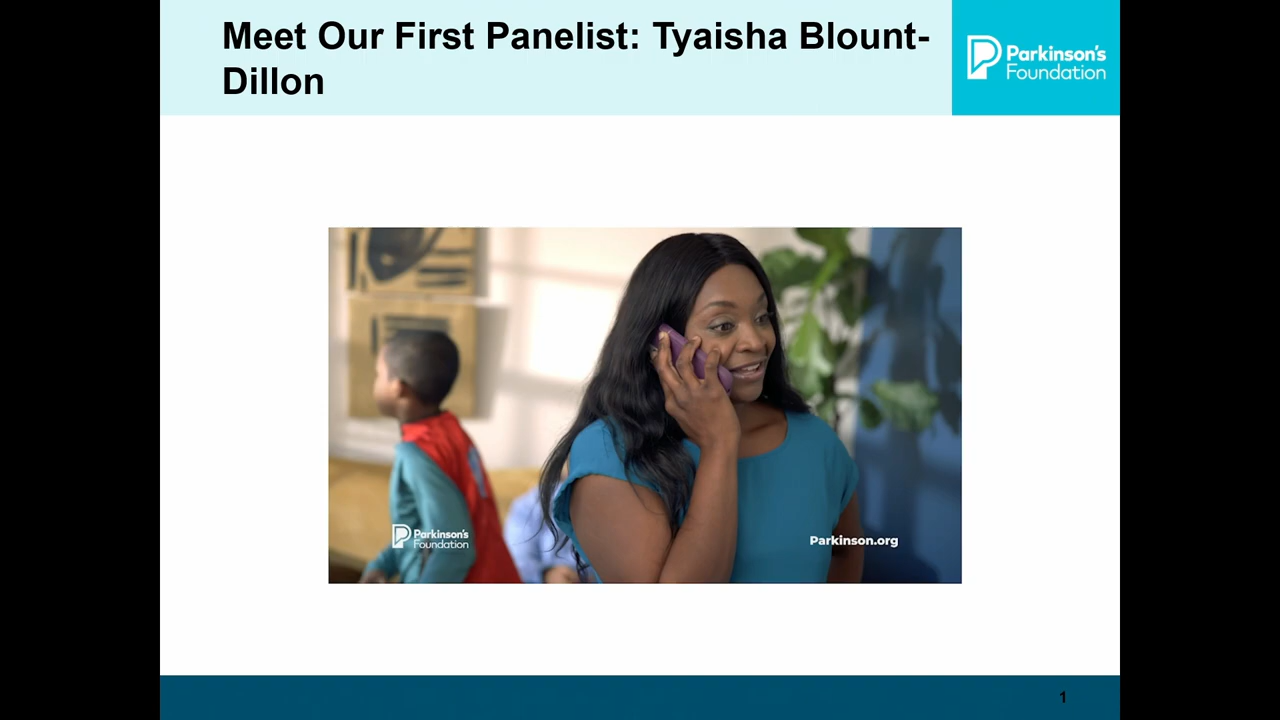 Meet Our First Panelist: Tyaisha Blount-
Dillon
Parkinson's
Foundation
Parkinson's
Foundation
Parkinson.org
1